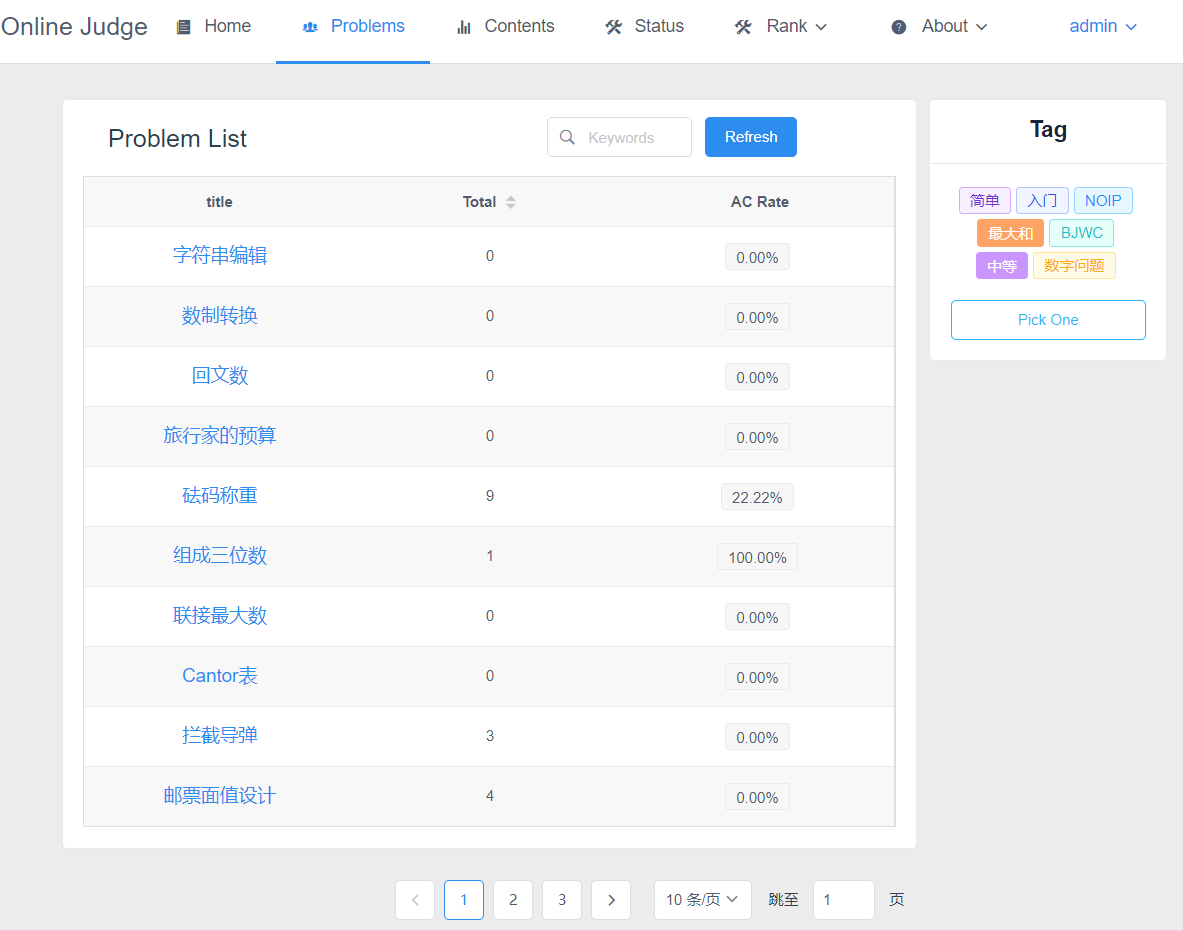 Online Judge Home Problems Contents Status Rank About admin
Problem List Keywords Refresh
title Total AC Rate
字符串编辑 0 0.00%
数制转换 0 0.00%
回文数 0 0.00%
旅行家的预算 0 0.00%
砝码称重 9 22.22%
组成三位数 1 100.00%
联接最大数 0 0.00%
Cantor表 0 0.00%
拦截导弹 3 0.00%
邮票面值设计 4 0.00%
Tag
简单 入门 NOIP
最大和 BJWC
中等 数字问题
Pick One
1 2 3 10 条/页 跳至 1 页